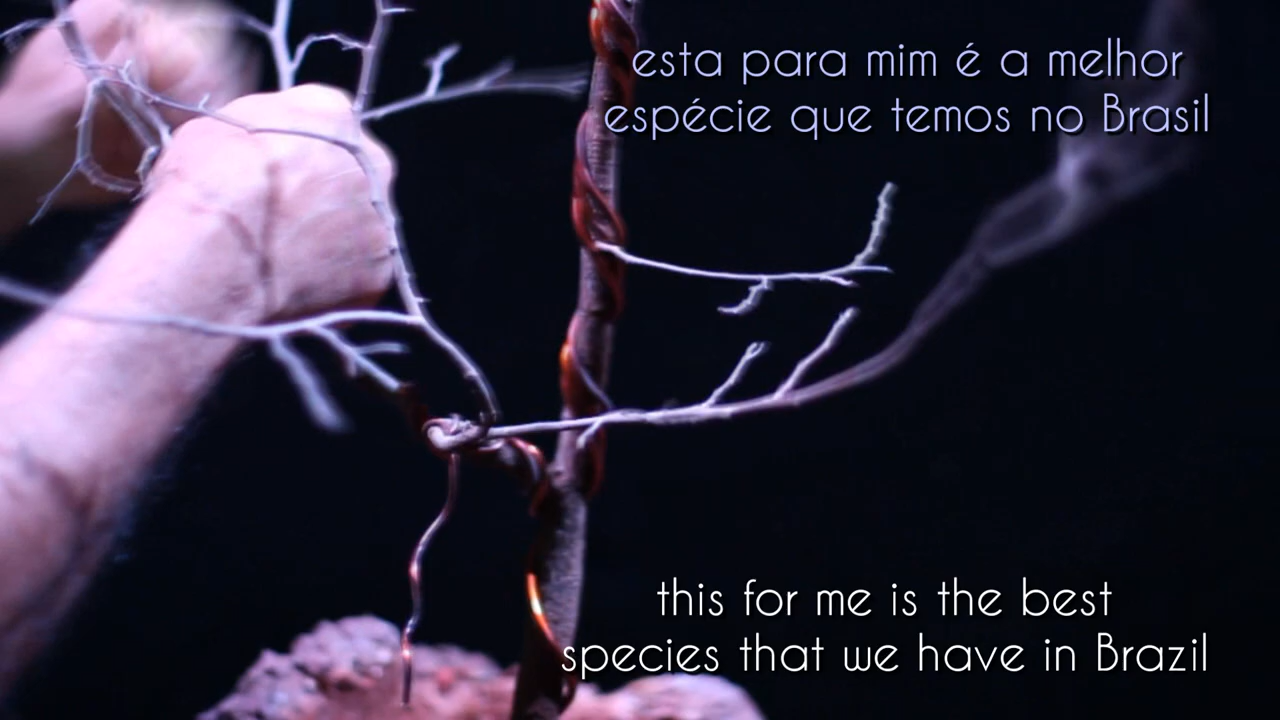 esta para mim é a melhor
espécie que temos no Brasil
this for me is the best
species that we have in Brazil